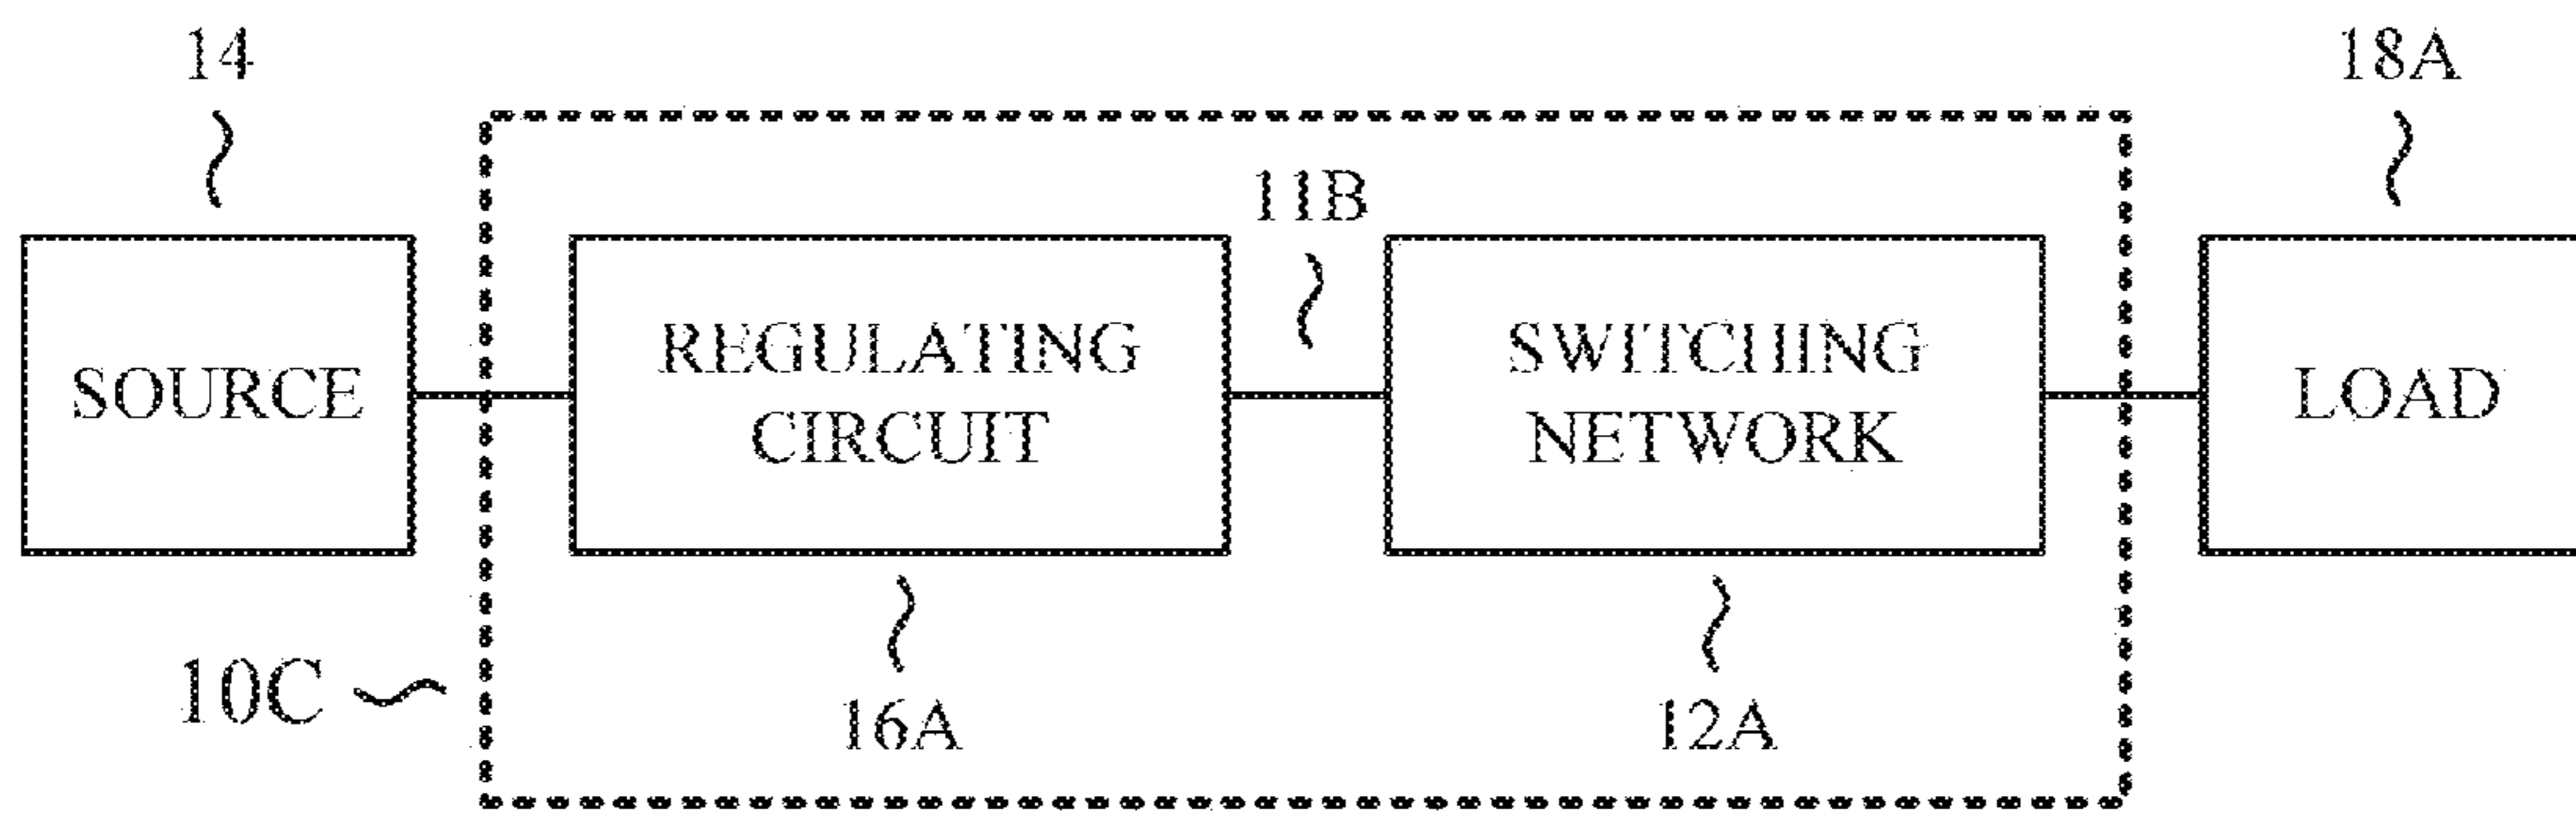 14
18A
11B
SOURCE
REGULATING
CIRCUIT
SWITCHING
NETWORK
LOAD
10C
16A
12A